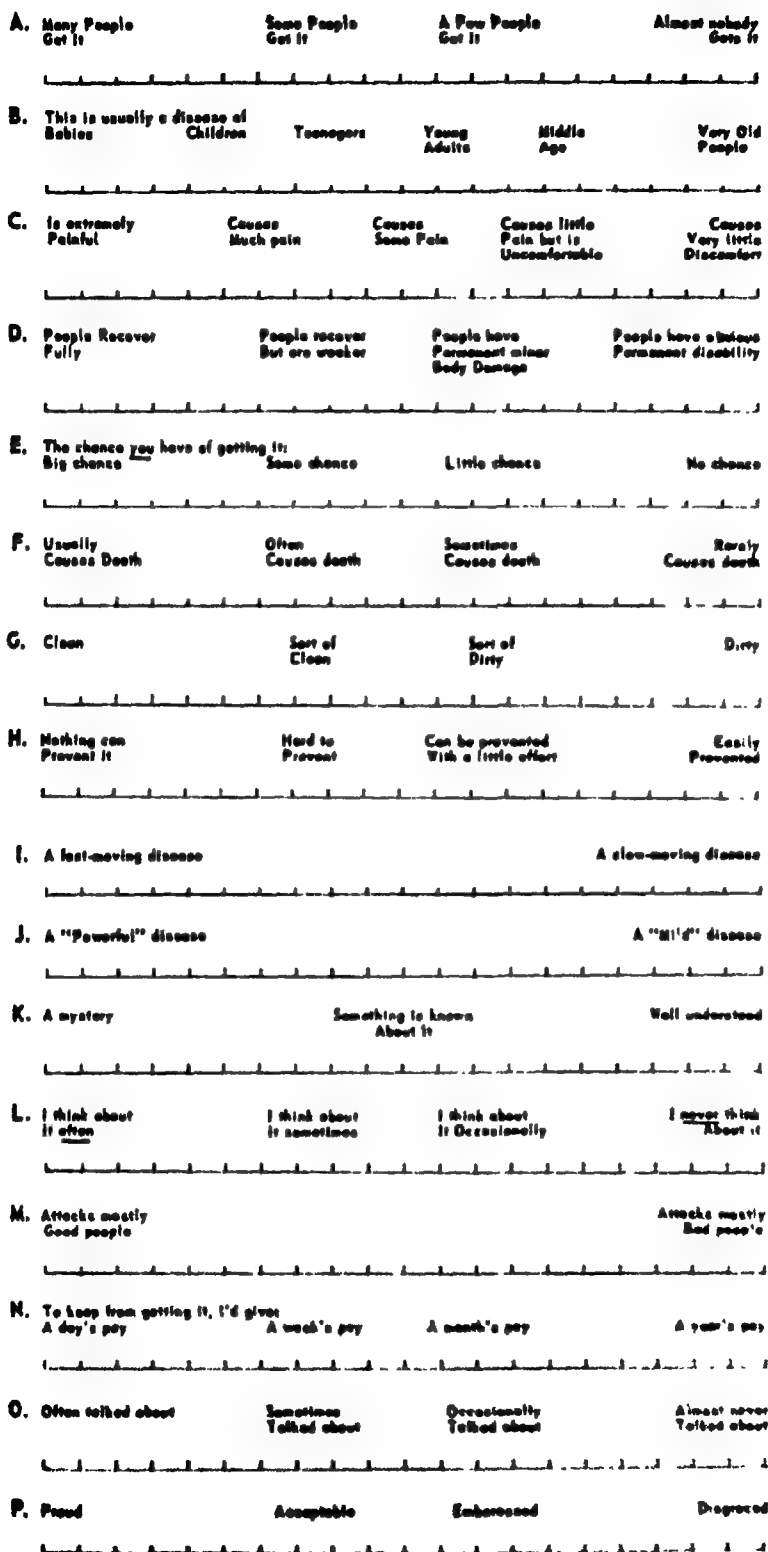 A. Many People Some People A Few People Almost nobody
Get It Get It Get It Gets It
B. This is usually a disease of
Babies Children Teenagers Young Middle Very Old
Adults Age People
C. Is extremely Causes Causes Causes little Causes
Painful Much pain Some Pain Pain but is Very little
Uncomfortable Discomfort
D. People Recover People recover People have People have obvious
Fully But are weaker Permanent minor Permanent disability
Body Damage
E. The chance you have of getting it:
Big chance Some chance Little chance No chance
F. Usually Often Sometimes Rarely
Causes Death Causes death Causes death Causes death
G. Clean Sort of Sort of Dirty
Clean Dirty
H. Nothing can Hard to Can be prevented Easily
Prevent It Prevent With a little effort Prevented
I. A fast-moving disease A slow-moving disease
J. A "Powerful" disease A "Mild" disease
K. A mystery Something is known Well understood
About It
L. I think about I think about I think about I never think
It often It sometimes It Occasionally About it
M. Attacks mostly Attacks mostly
Good people Bad people
N. To keep from getting it, I'd give:
A day's pay A week's pay A month's pay A year's pay
O. Often talked about Sometimes Occasionally Almost never
Talked about Talked about Talked about
P. Proud Acceptable Embarrassed Disgraced